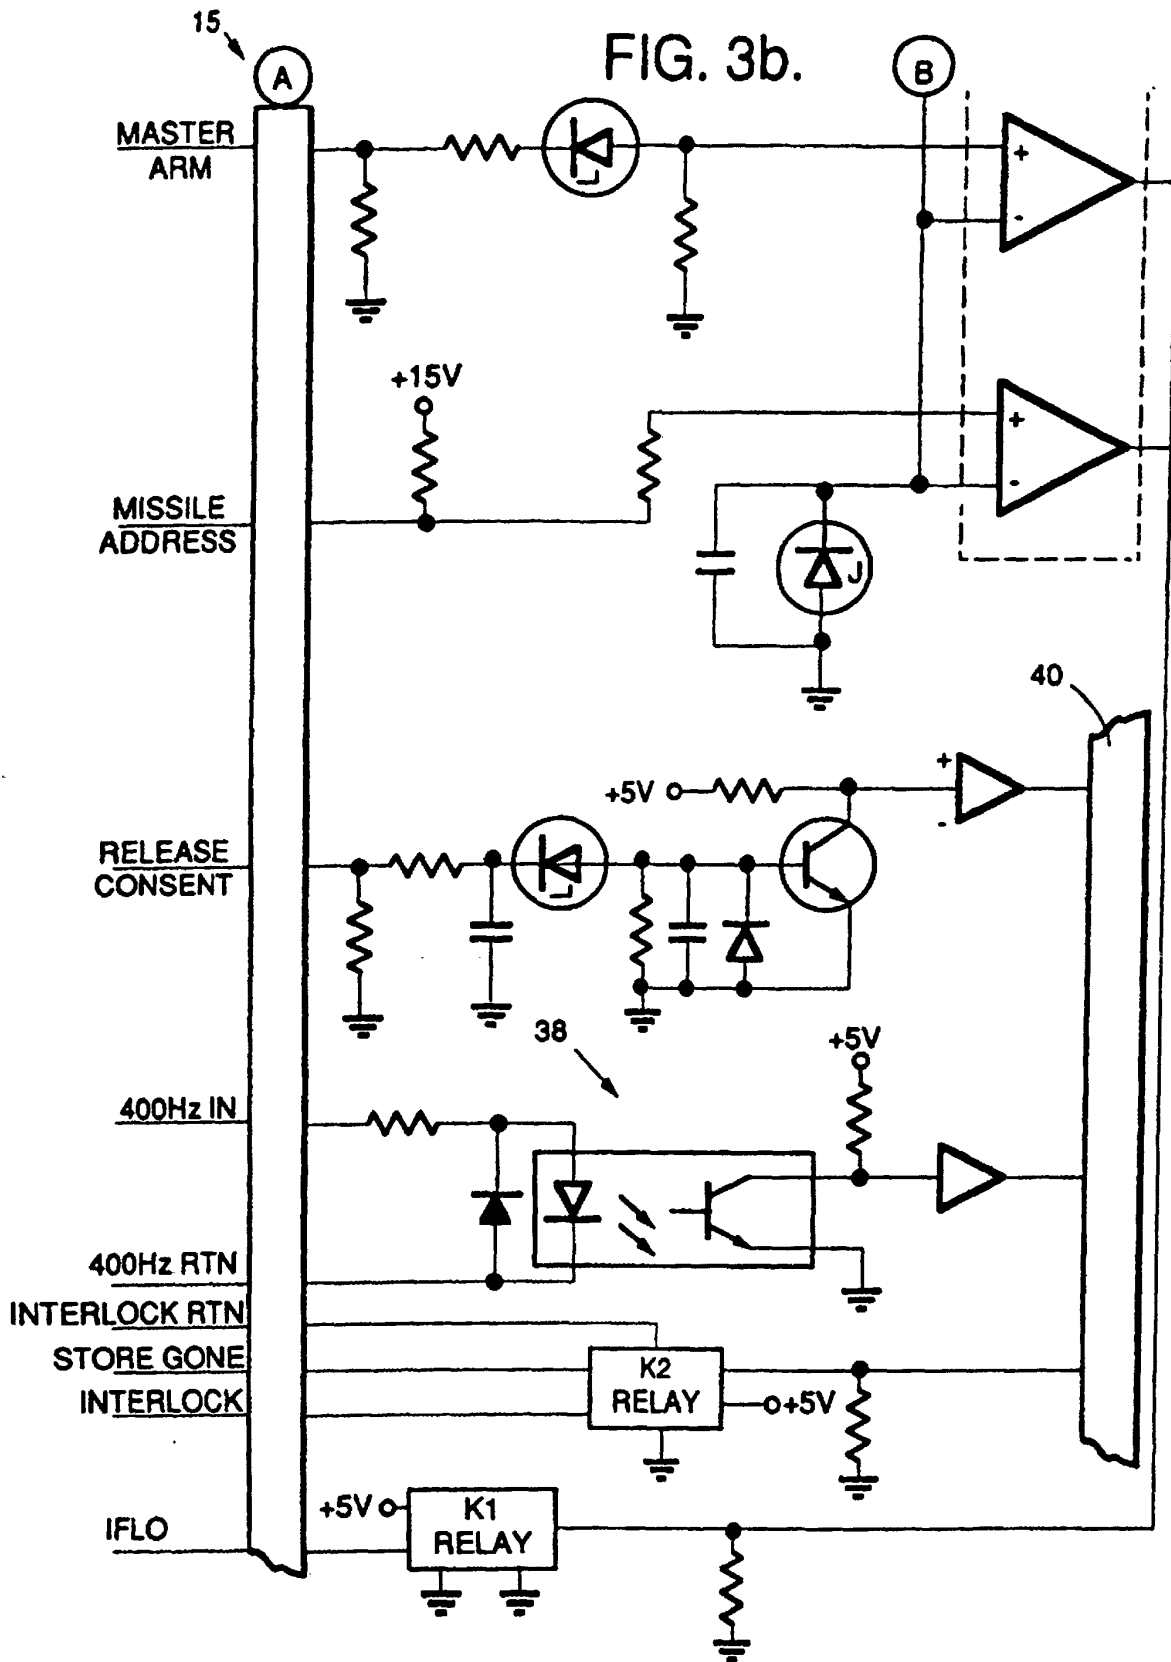 15
A
FIG. 3b.
B
MASTER
ARM
L
+
-
+15V
+
-
MISSILE
ADDRESS
J
40
+5V
+
-
RELEASE
CONSENT
L
38
+5V
400Hz IN
400Hz RTN
INTERLOCK RTN
STORE GONE
K2
RELAY
INTERLOCK
+5V
+5V
K1
RELAY
IFLO